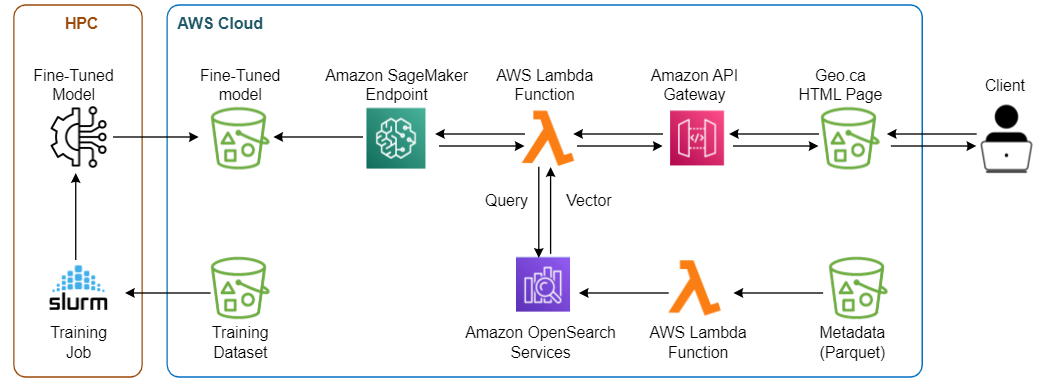 HPC
AWS Cloud
Fine-Tuned
Model
Fine-Tuned
model
Amazon SageMaker
Endpoint
AWS Lambda
Function
Amazon API
Gateway
Geo.ca
HTML Page
Client
</>
Query
Vector
slurm
Training
Job
Training
Dataset
Amazon OpenSearch
Services
AWS Lambda
Function
Metadata
(Parquet)